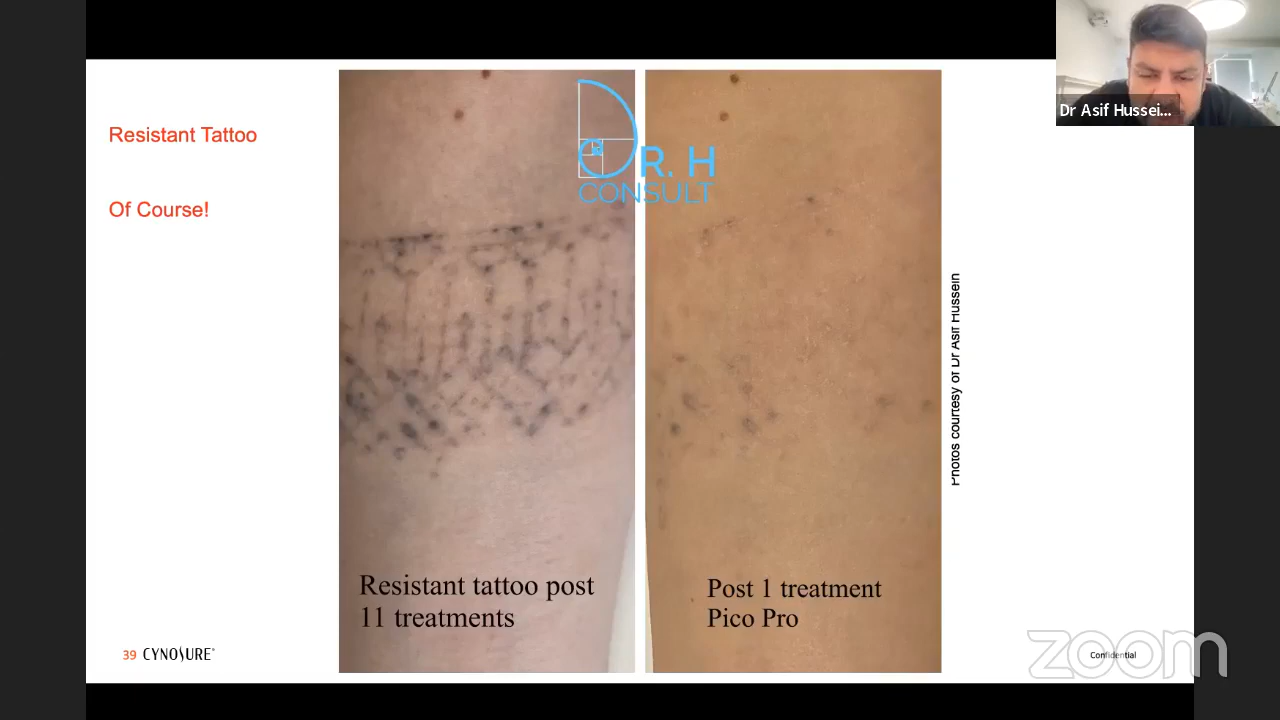 Dr Asif Hussei...
Resistant Tattoo
Of Course!
R. H
CONSULT
Photos courtesy of Dr Asif Hussein
Resistant tattoo post
11 treatments
Post 1 treatment
Pico Pro
39 CYNOSURE
Confidential
zoom